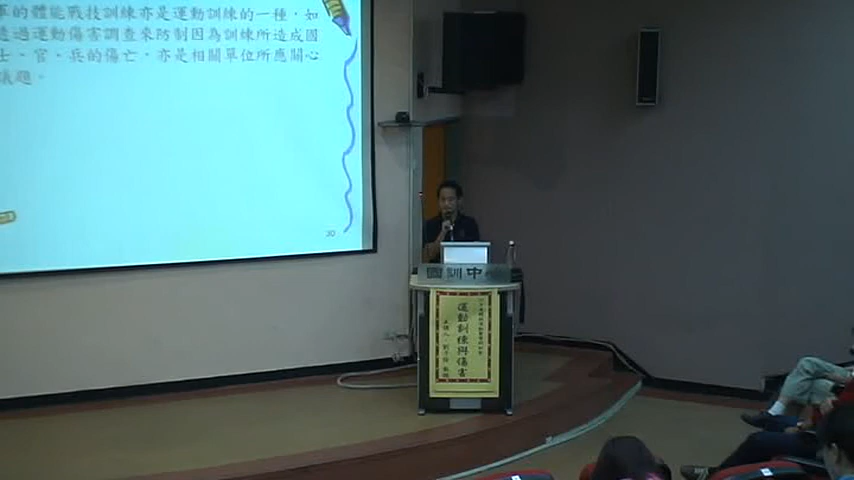 軍的體能戰技訓練亦是運動訓練的一種，如
透過運動傷害調查來防制因為訓練所造成國
士、官、兵的傷亡，亦是相關單位所應關心
議題。
30
國訓中
運動訓練與傷害